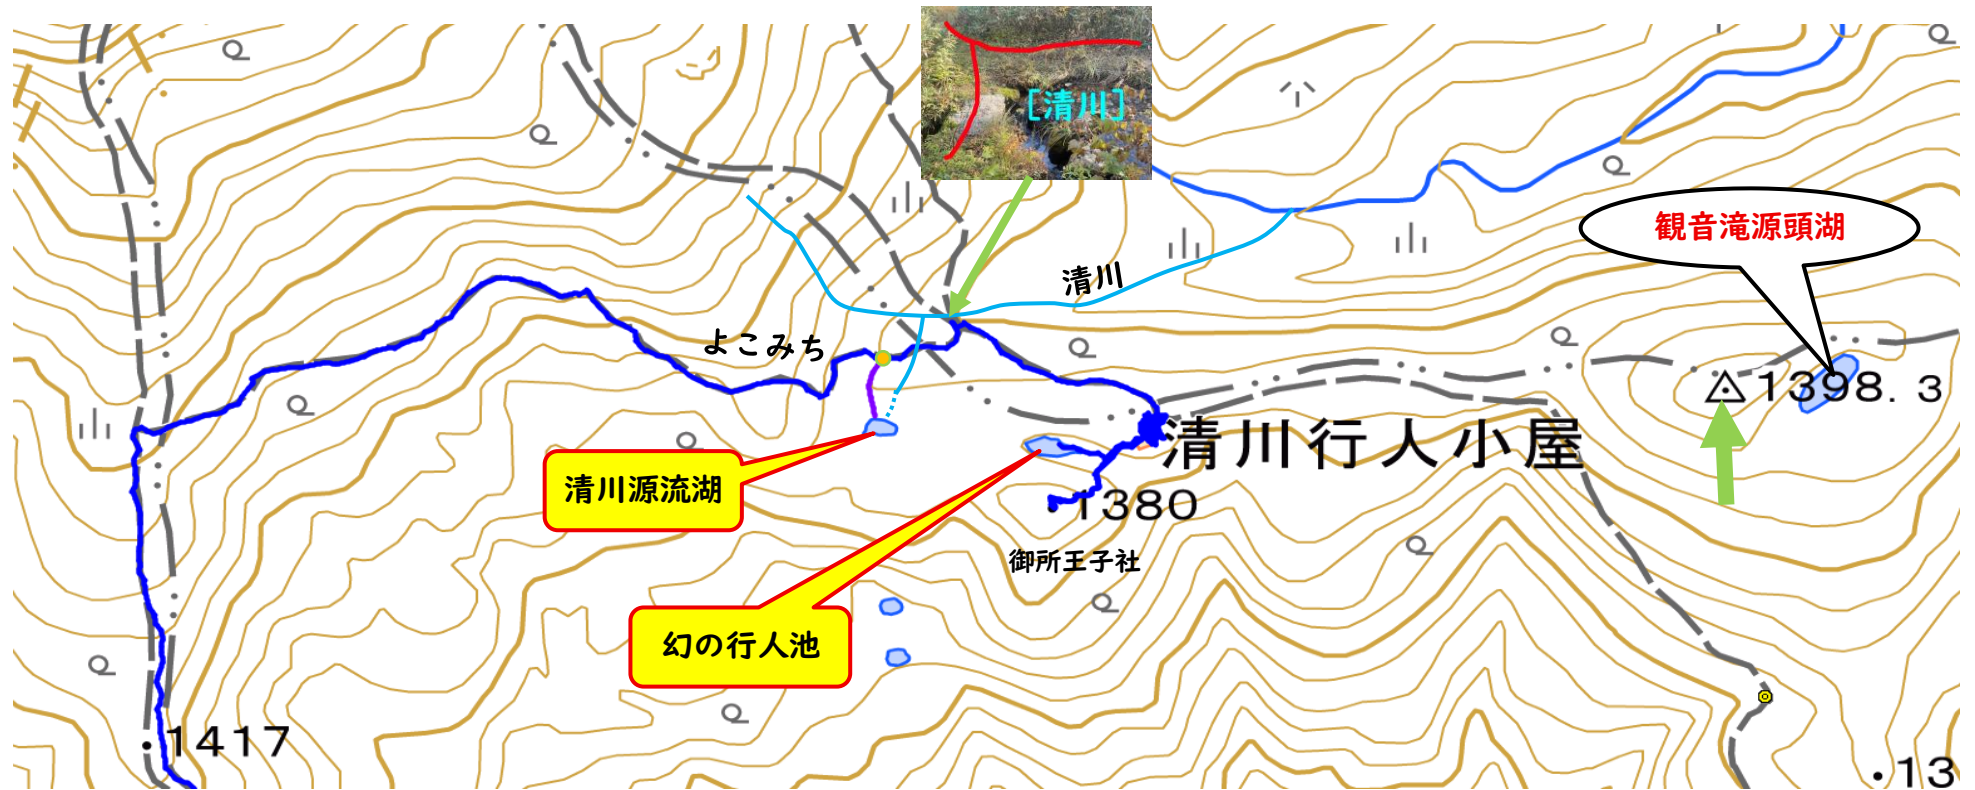 [清川]
観音滝源頭湖
清川
よこみち
1398.3
清川行人小屋
清川源流湖
1380
御所王子社
幻の行人池
1417
13